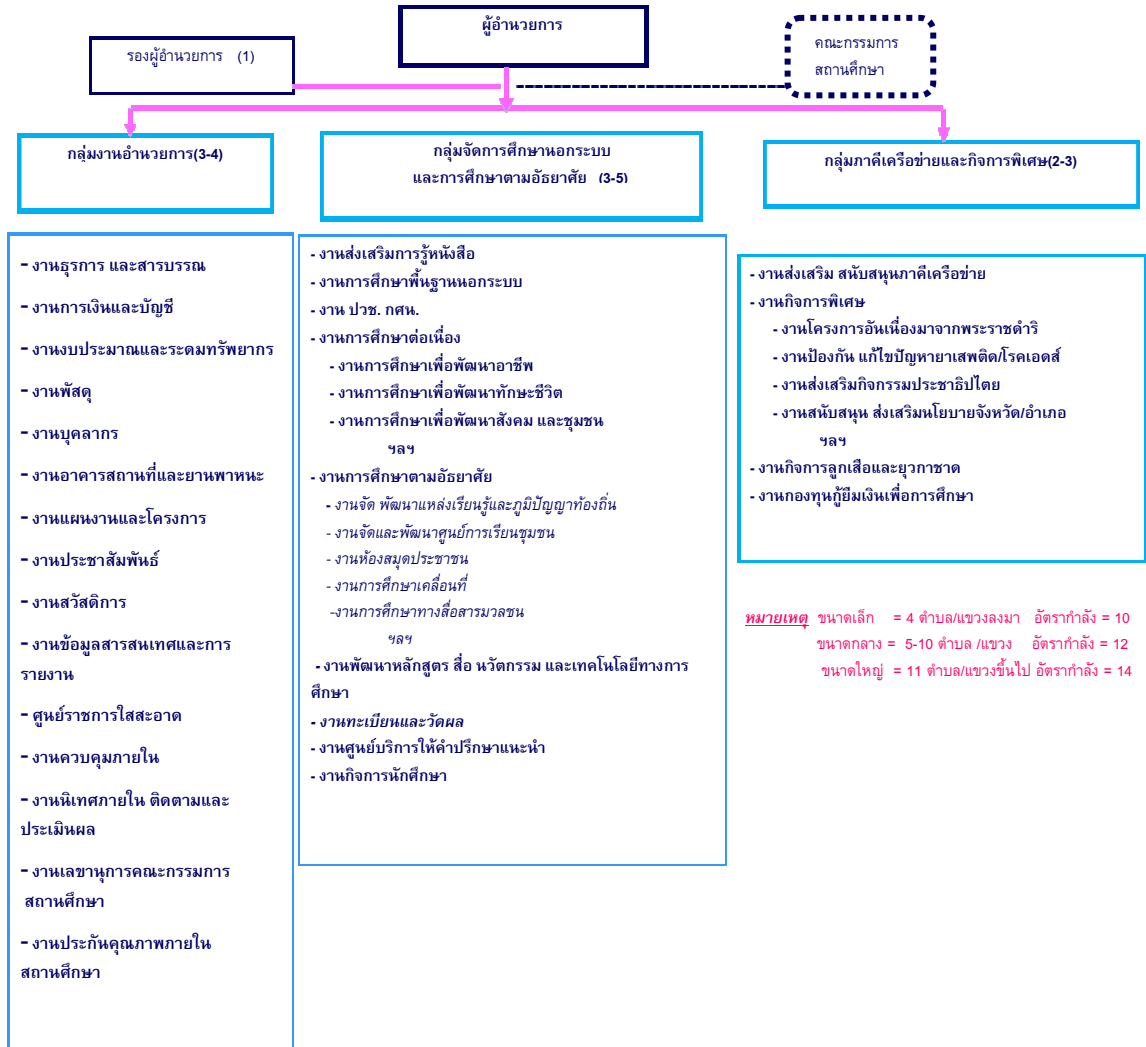 ผู้อำนวยการ
รองผู้อำนวยการ (1)
คณะกรรมการ
สถานศึกษา
กลุ่มงานอำนวยการ(3-4)
กลุ่มจัดการศึกษานอกระบบ
และการศึกษาตามอัธยาศัย (3-5)
กลุ่มภาคีเครือข่ายและกิจการพิเศษ(2-3)
- งานธุรการ และสารบรรณ
- งานการเงินและบัญชี
- งานงบประมาณและระดมทรัพยากร
- งานพัสดุ
- งานบุคลากร
- งานอาคารสถานที่และยานพาหนะ
- งานแผนงานและโครงการ
- งานประชาสัมพันธ์
- งานสวัสดิการ
- งานข้อมูลสารสนเทศและการ
รายงาน
- ศูนย์ราชการใสสะอาด
- งานควบคุมภายใน
- งานนิเทศภายใน ติดตามและ
ประเมินผล
- งานเลขานุการคณะกรรมการ
สถานศึกษา
- งานประกันคุณภาพภายใน
สถานศึกษา
- งานส่งเสริมการรู้หนังสือ
- งานการศึกษาพื้นฐานนอกระบบ
- งาน ปวช. กศน.
- งานการศึกษาต่อเนื่อง
- งานการศึกษาเพื่อพัฒนาอาชีพ
- งานการศึกษาเพื่อพัฒนาทักษะชีวิต
- งานการศึกษาเพื่อพัฒนาสังคม และชุมชน
ฯลฯ
- งานการศึกษาตามอัธยาศัย
- งานจัด พัฒนาแหล่งเรียนรู้และภูมิปัญญาท้องถิ่น
- งานจัดและพัฒนาศูนย์การเรียนชุมชน
- งานห้องสมุดประชาชน
- งานการศึกษาเคลื่อนที่
-งานการศึกษาทางสื่อสารมวลชน
ฯลฯ
- งานพัฒนาหลักสูตร สื่อ นวัตกรรม และเทคโนโลยีทางการ
ศึกษา
- งานทะเบียนและวัดผล
- งานศูนย์บริการให้คำปรึกษาแนะนำ
- งานกิจการนักศึกษา
- งานส่งเสริม สนับสนุนภาคีเครือข่าย
- งานกิจการพิเศษ
- งานโครงการอันเนื่องมาจากพระราชดำริ
- งานป้องกัน แก้ไขปัญหายาเสพติด/โรคเอดส์
- งานส่งเสริมกิจกรรมประชาธิปไตย
- งานสนับสนุน ส่งเสริมนโยบายจังหวัด/อำเภอ
ฯลฯ
- งานกิจการลูกเสือและยุวกาชาด
- งานกองทุนกู้ยืมเงินเพื่อการศึกษา
หมายเหตุ ขนาดเล็ก = 4 ตำบล/แขวงลงมา อัตรากำลัง = 10
ขนาดกลาง = 5-10 ตำบล /แขวง อัตรากำลัง = 12
ขนาดใหญ่ = 11 ตำบล/แขวงขึ้นไป อัตรากำลัง = 14